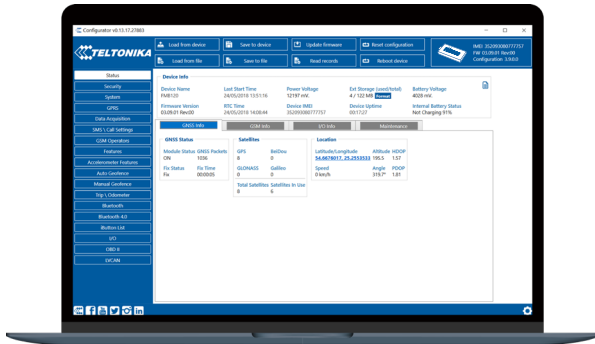 Configurator v0.13.17.27883
TELTONIKA
Load from device
Save to device
Update firmware
Reset configuration
Load from file
Save to file
Read records
Reboot device
IMEI 352093080777757
FW 03.09.01 Rev:00
Configuration 3.9.0.0
Status
Security
System
GPRS
Data Acquisition
SMS \ Call Settings
GSM Operators
Features
Accelerometer Features
Auto Geofence
Manual Geofence
Trip \ Odometer
Bluetooth
Bluetooth 4.0
iButton List
I/O
OBD II
LVCAN
Device Info
Device Name Last Start Time Power Voltage Ext Storage (used/total) Battery Voltage
FMB120 24/05/2018 13:51:16 12197 mV. 4 / 122 MB Format 4028 mV.
Firmware Version RTC Time Device IMEI Device Uptime Internal Battery Status
03.09.01 Rev:00 24/05/2018 14:08:44 352093080777757 00:17:27 Not Charging 91%
GNSS Info GSM Info I/O Info Maintenance
GNSS Status
Module Status GNSS Packets
ON 1036
Fix Status Fix Time
Fix 00:00:05
Satellites
GPS BeiDou
8 0
GLONASS Galileo
0 0
Total Satellites Satellites in Use
8 6
Location
Latitude/Longitude Altitude HDOP
54.6676017, 25.2553533 195.5 1.57
Speed Angle PDOP
0 km/h 319.7° 1.81